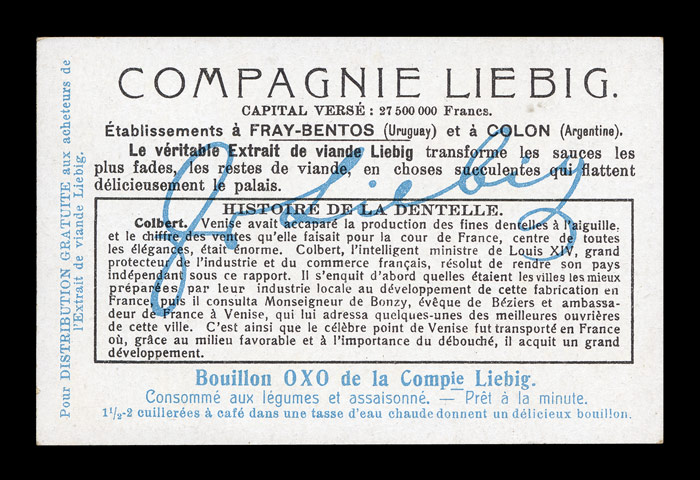 COMPAGNIE LIEBIG.
CAPITAL VERSÉ : 27 500 000 Francs.
Établissements à FRAY-BENTOS (Uruguay) et à COLON (Argentine).
Le véritable Extrait de viande Liebig transforme les sauces les
plus fades, les restes de viande, en choses succulentes qui flattent
délicieusement le palais.
HISTOIRE DE LA DENTELLE.
Colbert. Venise avait accaparé la production des fines dentelles à l'aiguille,
et le chiffre des ventes qu'elle faisait pour la cour de France, centre de toutes
les élégances, était énorme. Colbert, l'intelligent ministre de Louis XIV, grand
protecteur de l'industrie et du commerce français, résolut de rendre son pays
indépendant sous ce rapport. Il s'enquit d'abord quelles étaient les villes les mieux
préparées par leur industrie locale au développement de cette fabrication en
France, puis il consulta Monseigneur de Bonzy, évêque de Béziers et ambassa-
deur de France à Venise, qui lui adressa quelques-unes des meilleures ouvrières
de cette ville. C'est ainsi que le célèbre point de Venise fut transporté en France
où, grâce au milieu favorable et à l'importance du débouché, il acquit un grand
développement.
Bouillon OXO de la Compie Liebig.
Consommé aux légumes et assaisonné. — Prêt à la minute.
1½-2 cuillerées à café dans une tasse d'eau chaude donnent un délicieux bouillon.
Pour DISTRIBUTION GRATUITE aux acheteurs de
l'Extrait de viande Liebig.
JvLiebig